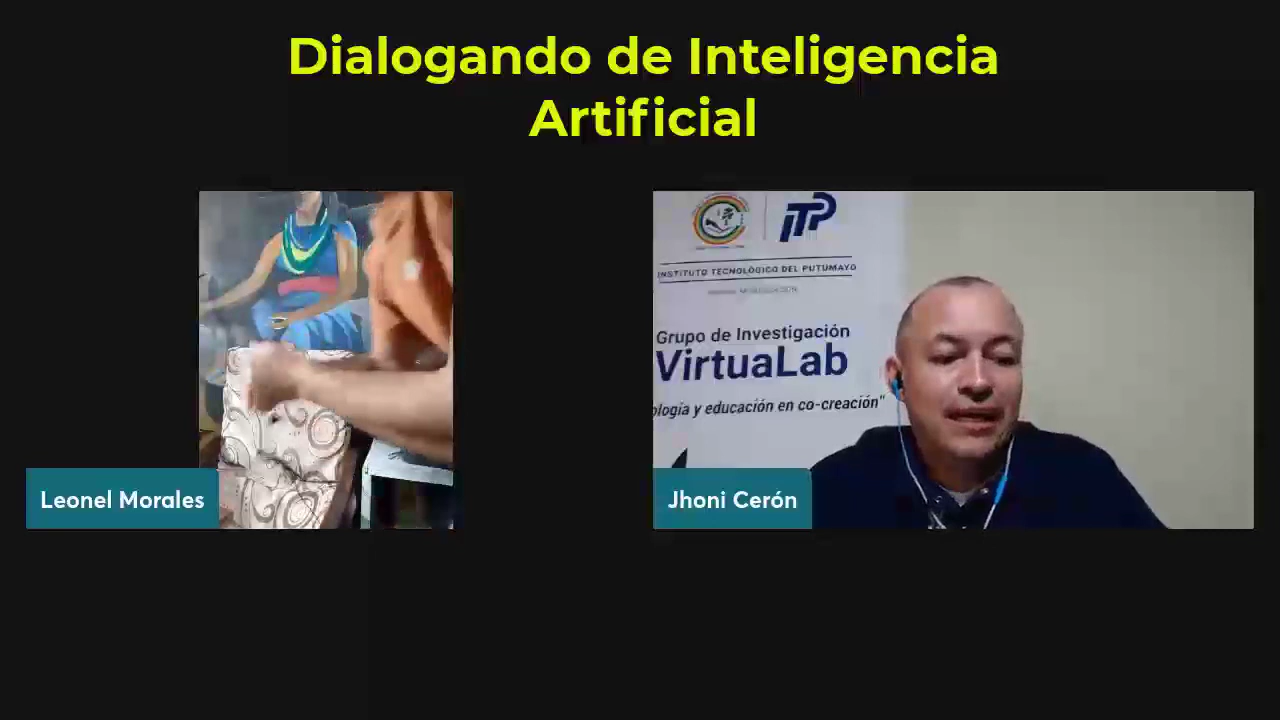 Dialogando de Inteligencia
Artificial
ITP
INSTITUTO TECNOLÓGICO DEL PUTUMAYO
Grupo de Investigación
VirtuaLab
ología y educación en co-creación"
Leonel Morales
Jhoni Cerón